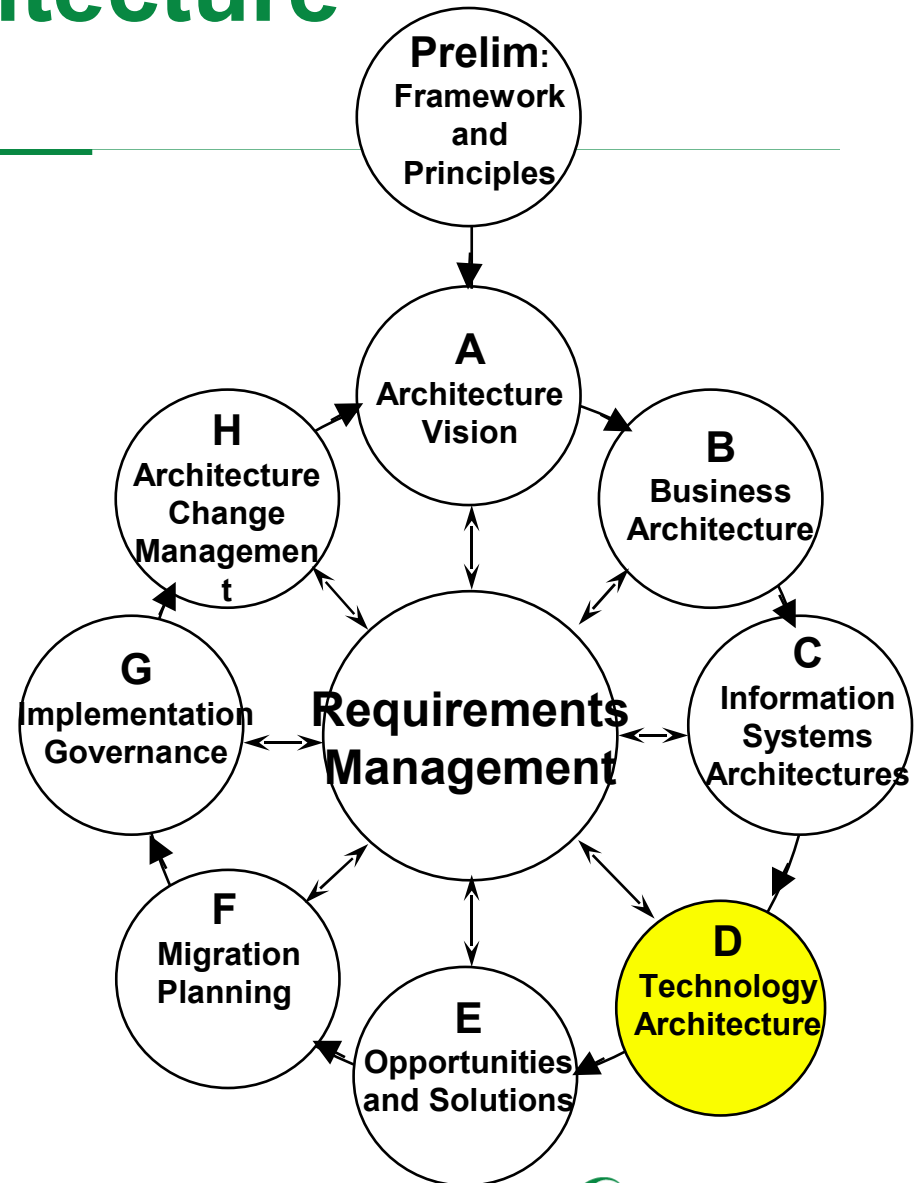 itecture
Prelim:
Framework
and
Principles
A
Architecture
Vision
H
Architecture
Change
Managemen
t
B
Business
Architecture
G
Implementation
Governance
Requirements
Management
C
Information
Systems
Architectures
F
Migration
Planning
E
Opportunities
and Solutions
D
Technology
Architecture